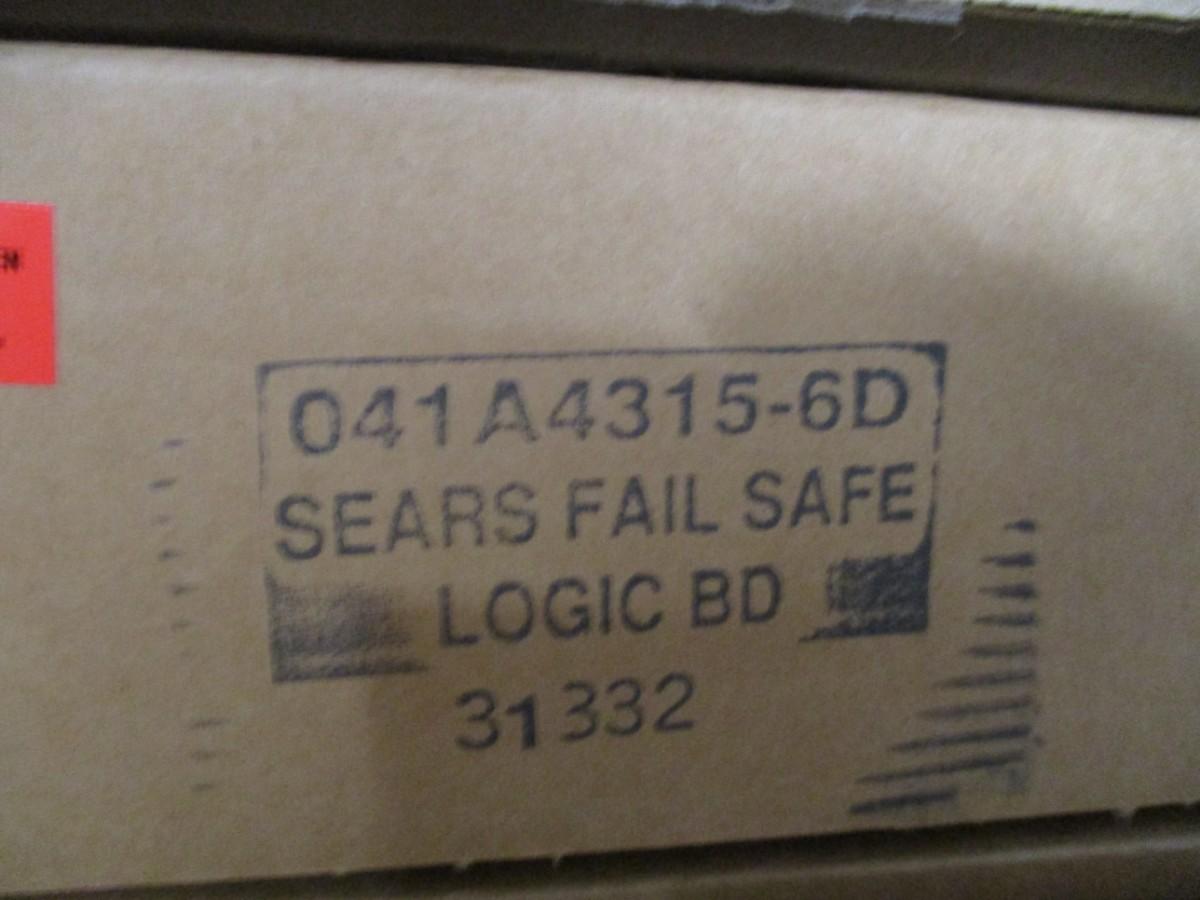 041A4315-6D
SEARS FAIL SAFE
LOGIC BD
31332